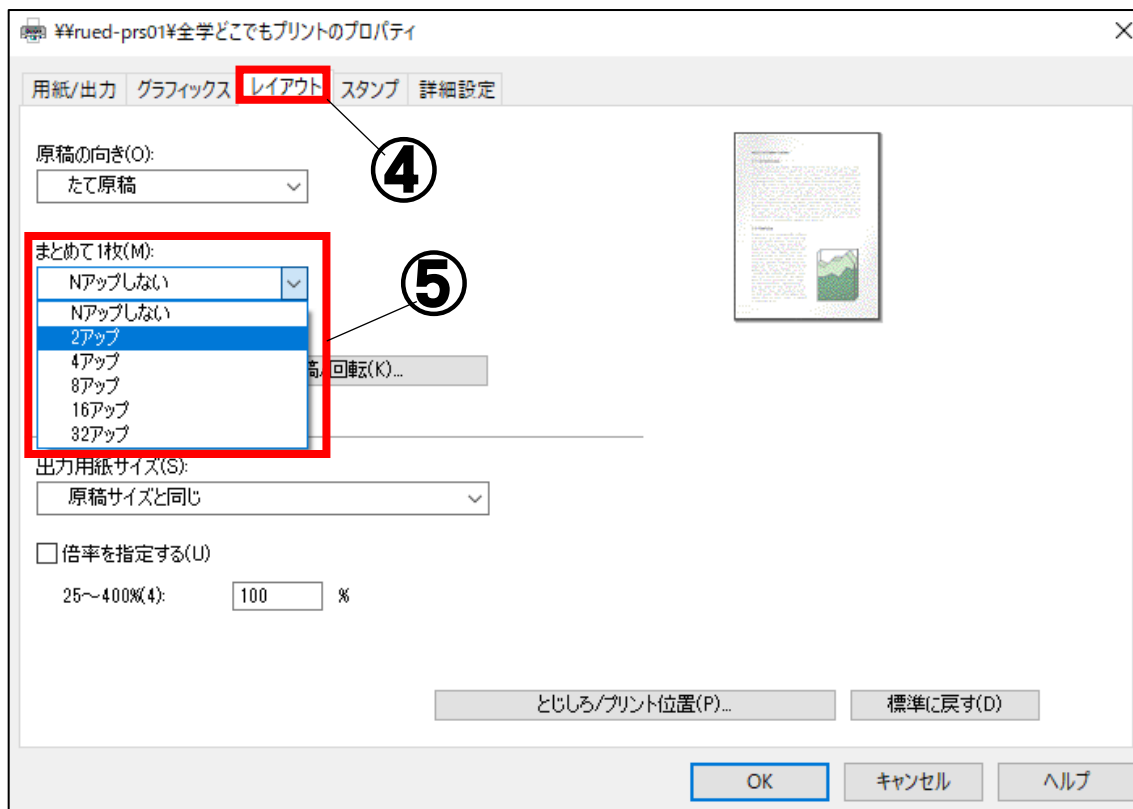 ¥¥rued-prs01¥全学どこでもプリントのプロパティ
用紙/出力 グラフィックス レイアウト スタンプ 詳細設定
④
原稿の向き(O):
たて原稿
まとめて1枚(M):
Nアップしない
⑤
Nアップしない
2アップ
4アップ
8アップ
16アップ
32アップ
回転(K)...
出力用紙サイズ(S):
原稿サイズと同じ
倍率を指定する(U)
25～400%(4): 100 %
とじしろ/プリント位置(P)... 標準に戻す(D)
OK キャンセル ヘルプ